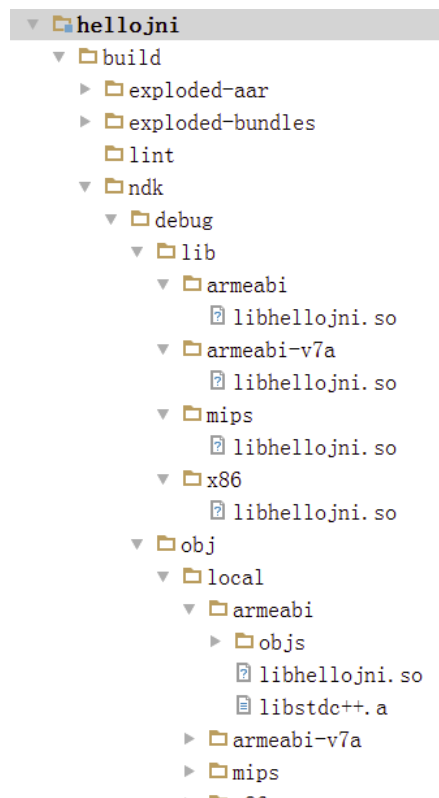 hellojni
build
exploded-aar
exploded-bundles
lint
ndk
debug
lib
armeabi
libhellojni.so
armeabi-v7a
libhellojni.so
mips
libhellojni.so
x86
libhellojni.so
obj
local
armeabi
objs
libhellojni.so
libstdc++.a
armeabi-v7a
mips